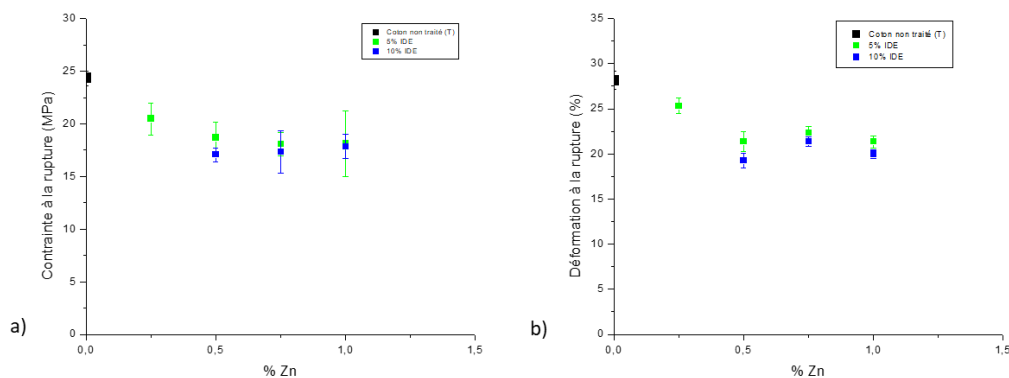 30
25
20
15
10
5
0
Contrainte à la rupture (MPa)
Coton non traité (T)
5% IDE
10% IDE
0,0
0,5
1,0
1,5
% Zn
a)
35
30
25
20
15
10
5
0
Déformation à la rupture (%)
Coton non traité (T)
5% IDE
10% IDE
0,0
0,5
1,0
1,5
% Zn
b)